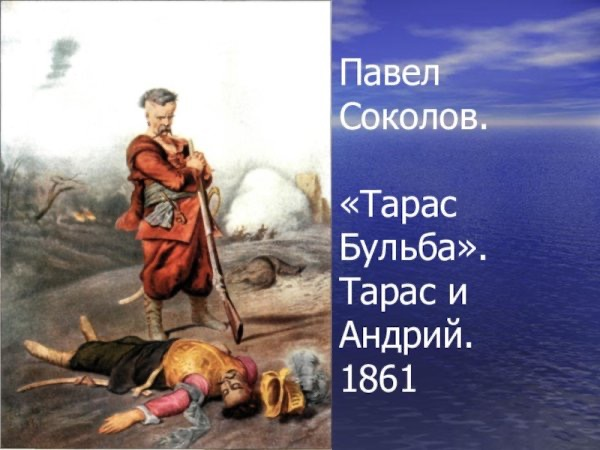 Павел
Соколов.
«Тарас
Бульба».
Тарас и
Андрий.
1861